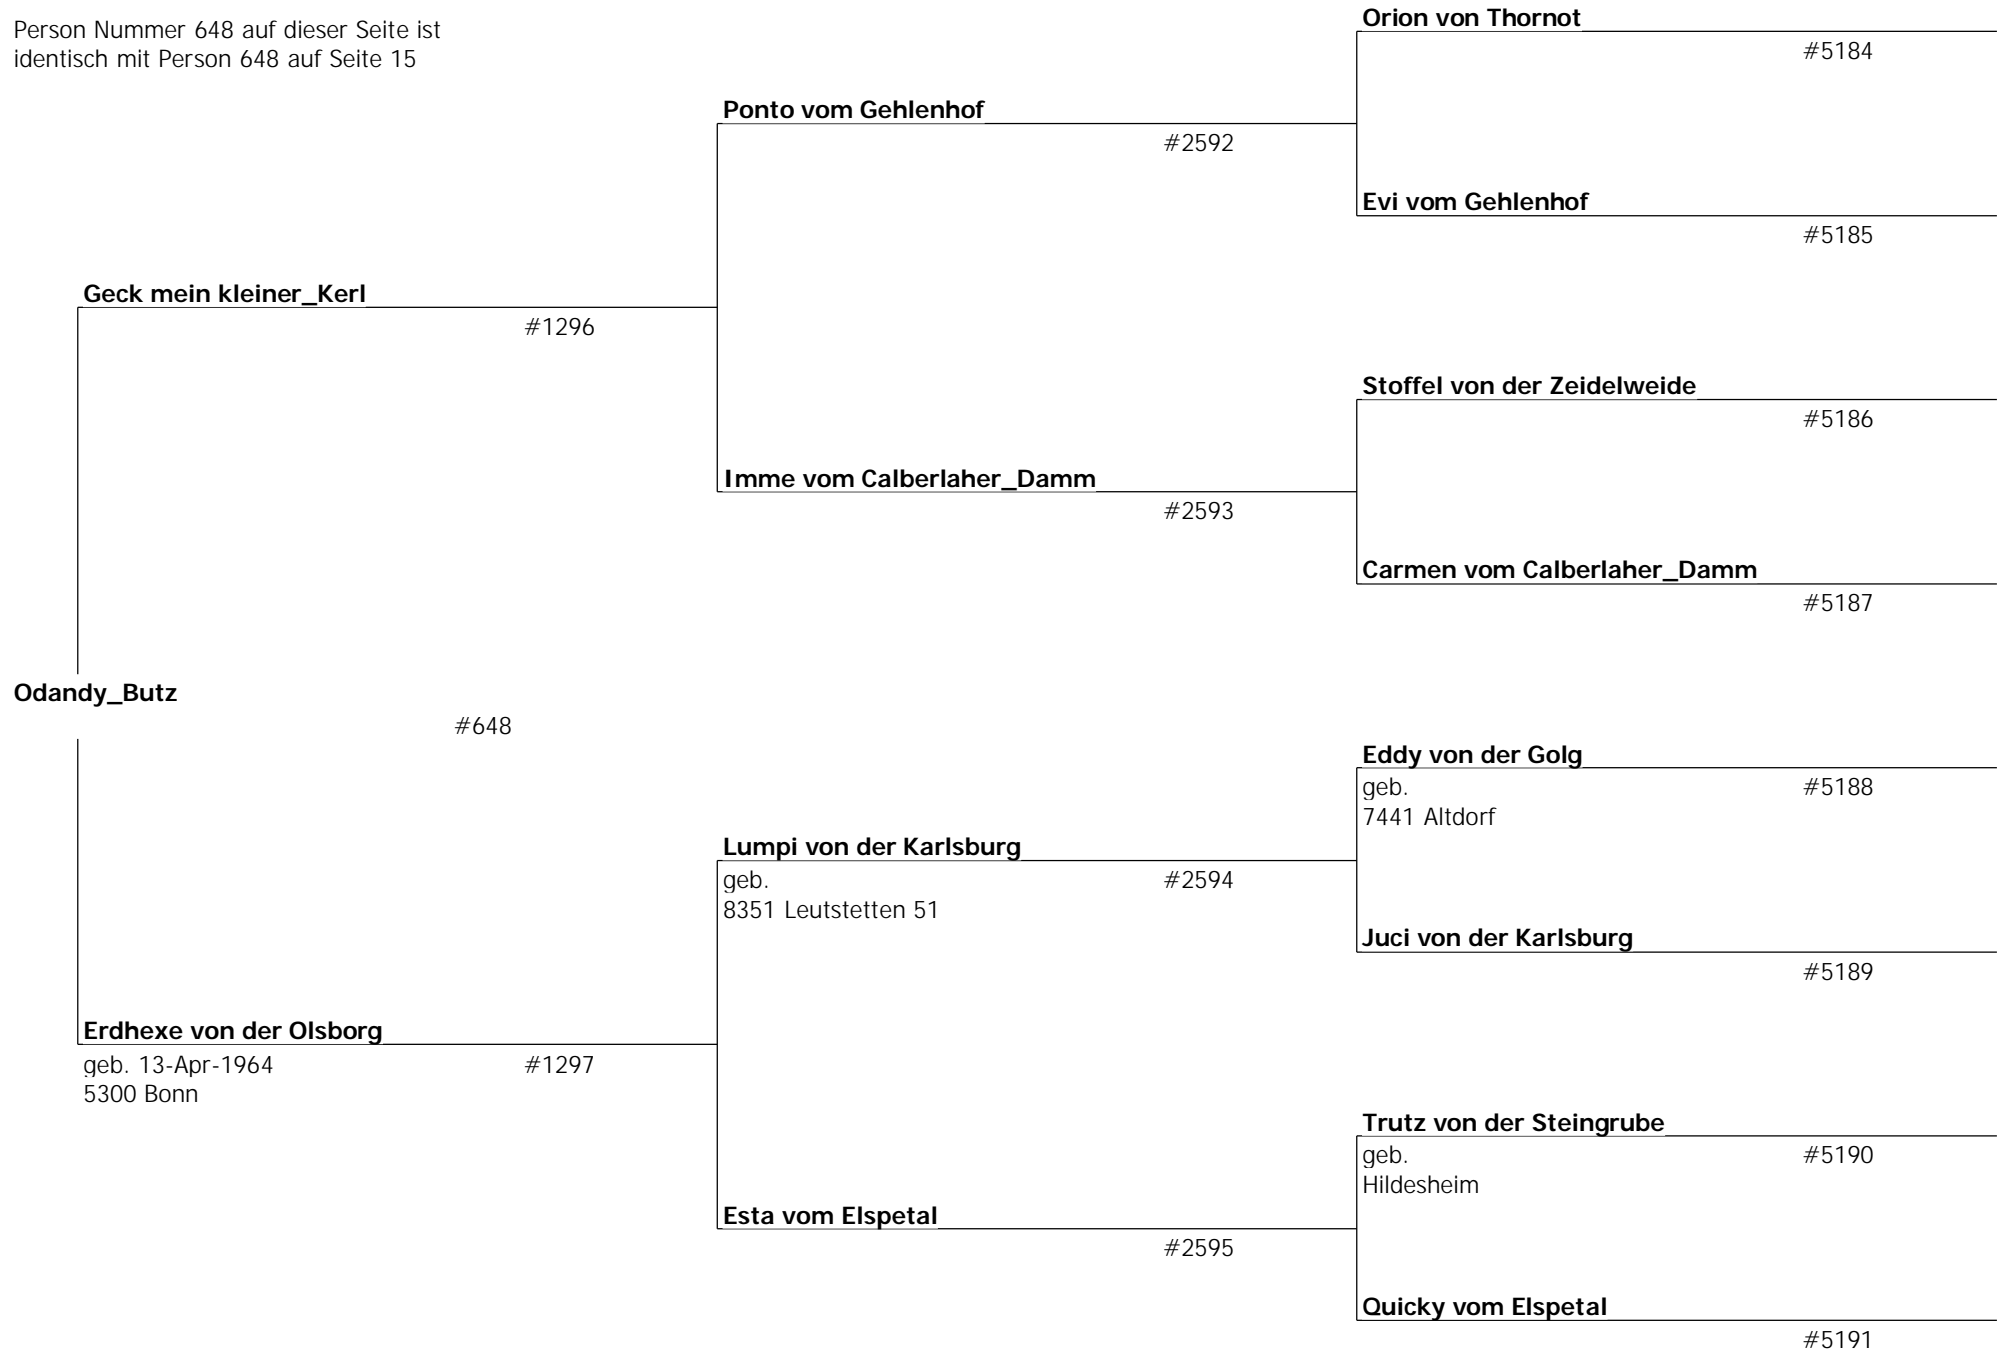 Person Nummer 648 auf dieser Seite ist
identisch mit Person 648 auf Seite 15
Orion von Thornot
#5184
Ponto vom Gehlenhof
#2592
Evi vom Gehlenhof
#5185
Geck mein kleiner_Kerl
#1296
Stoffel von der Zeidelweide
#5186
Imme vom Calberlaher_Damm
#2593
Carmen vom Calberlaher_Damm
#5187
Odandy_Butz
#648
Eddy von der Golg
geb. #5188
7441 Altdorf
Lumpi von der Karlsburg
geb. #2594
8351 Leutstetten 51
Juci von der Karlsburg
#5189
Erdhexe von der Olsborg
geb. 13-Apr-1964 #1297
5300 Bonn
Trutz von der Steingrube
geb. #5190
Hildesheim
Esta vom Elspetal
#2595
Quicky vom Elspetal
#5191